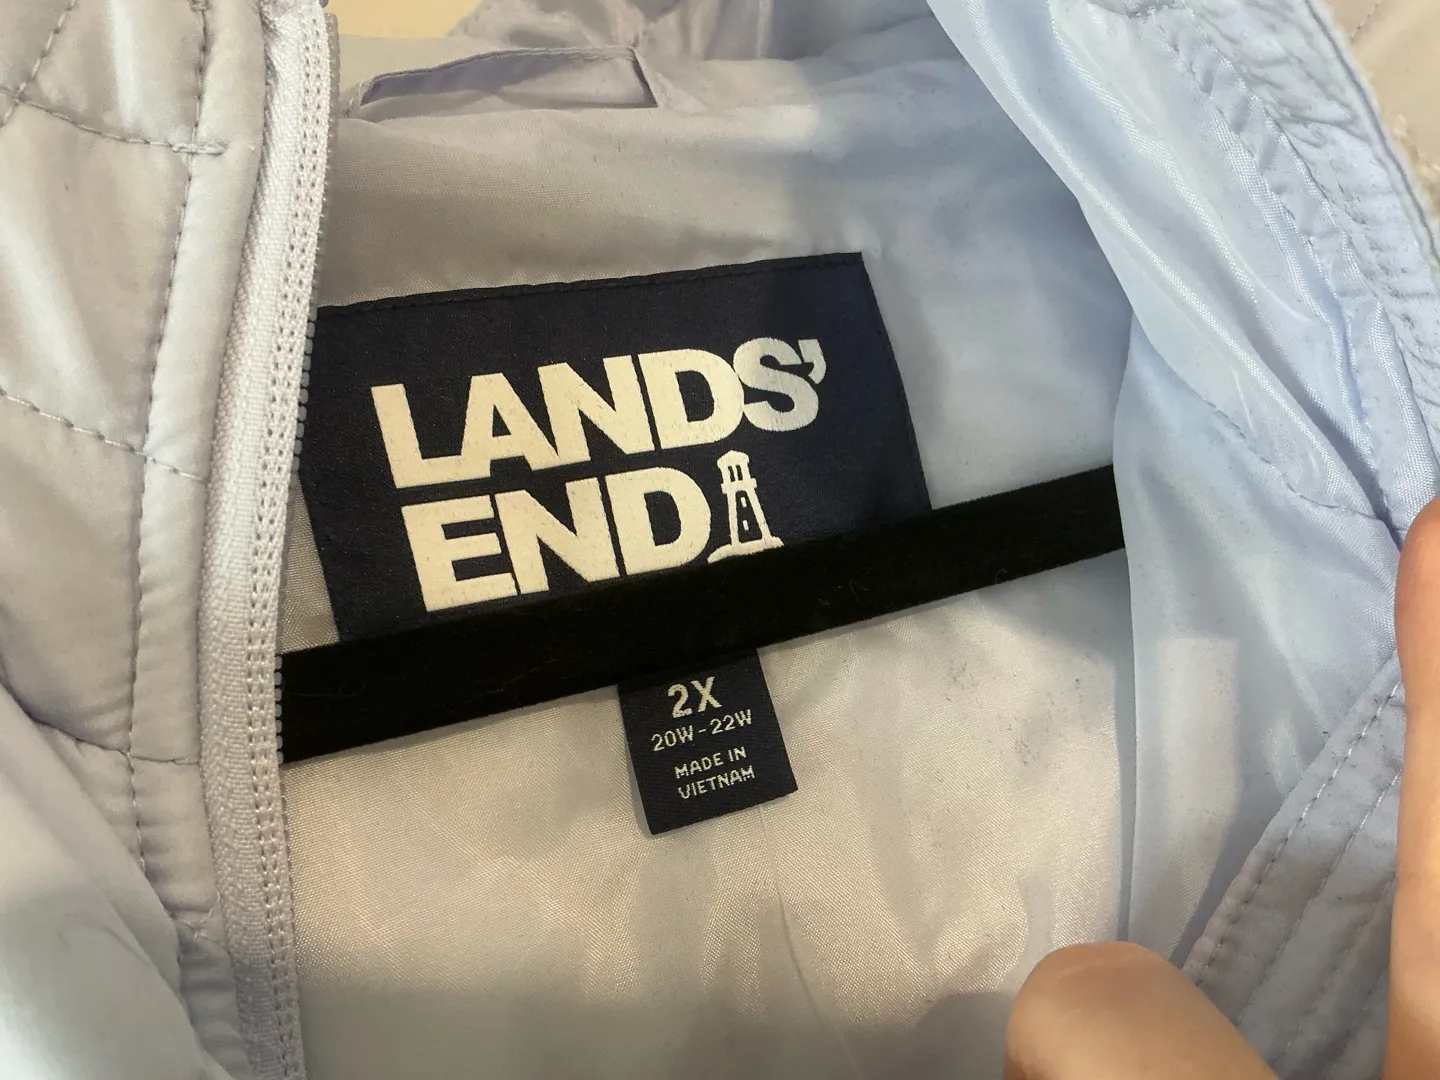 LANDS'
END
2X
20W-22W
MADE IN
VIETNAM